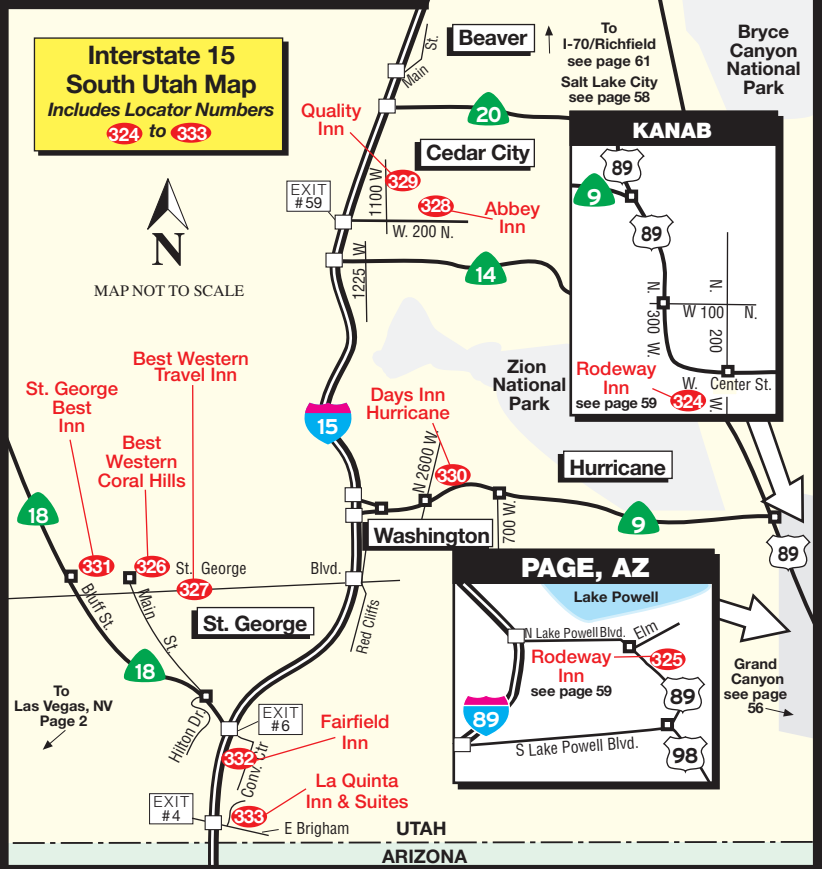 Interstate 15
South Utah Map
Includes Locator Numbers
324 to 333
N
MAP NOT TO SCALE
Beaver
Main St.
To
I-70/Richfield
see page 61
Salt Lake City
see page 58
Bryce
Canyon
National
Park
20
Quality
Inn
Cedar City
329
328
Abbey
Inn
EXIT
#59
1100 W
W. 200 N.
1225 W
14
KANAB
89
9
89
N. 300 W.
W 100 N.
N. 200 W.
Rodeway
Inn
see page 59
324
Center St.
Zion
National
Park
15
Best Western
Travel Inn
St. George
Best
Inn
Best
Western
Coral Hills
Days Inn
Hurricane
N 2600 W
330
Hurricane
700 W.
9
89
Washington
18
331
326
St. George Blvd.
327
Bluff St.
Main St.
St. George
Red Cliffs
18
To
Las Vegas, NV
Page 2
Hilton Dr.
EXIT
#6
Fairfield
Inn
332
Conv. Ctr
La Quinta
Inn & Suites
333
EXIT
#4
E Brigham
PAGE, AZ
Lake Powell
N Lake Powell Blvd.
Elm
Rodeway
Inn
see page 59
325
89
89
S Lake Powell Blvd.
98
Grand
Canyon
see page
56
UTAH
ARIZONA